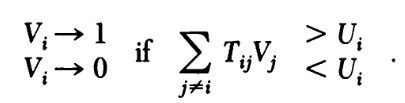 V_i → 1 if ∑_{j≠i} T_{ij}V_j > U_i
V_i → 0 < U_i .